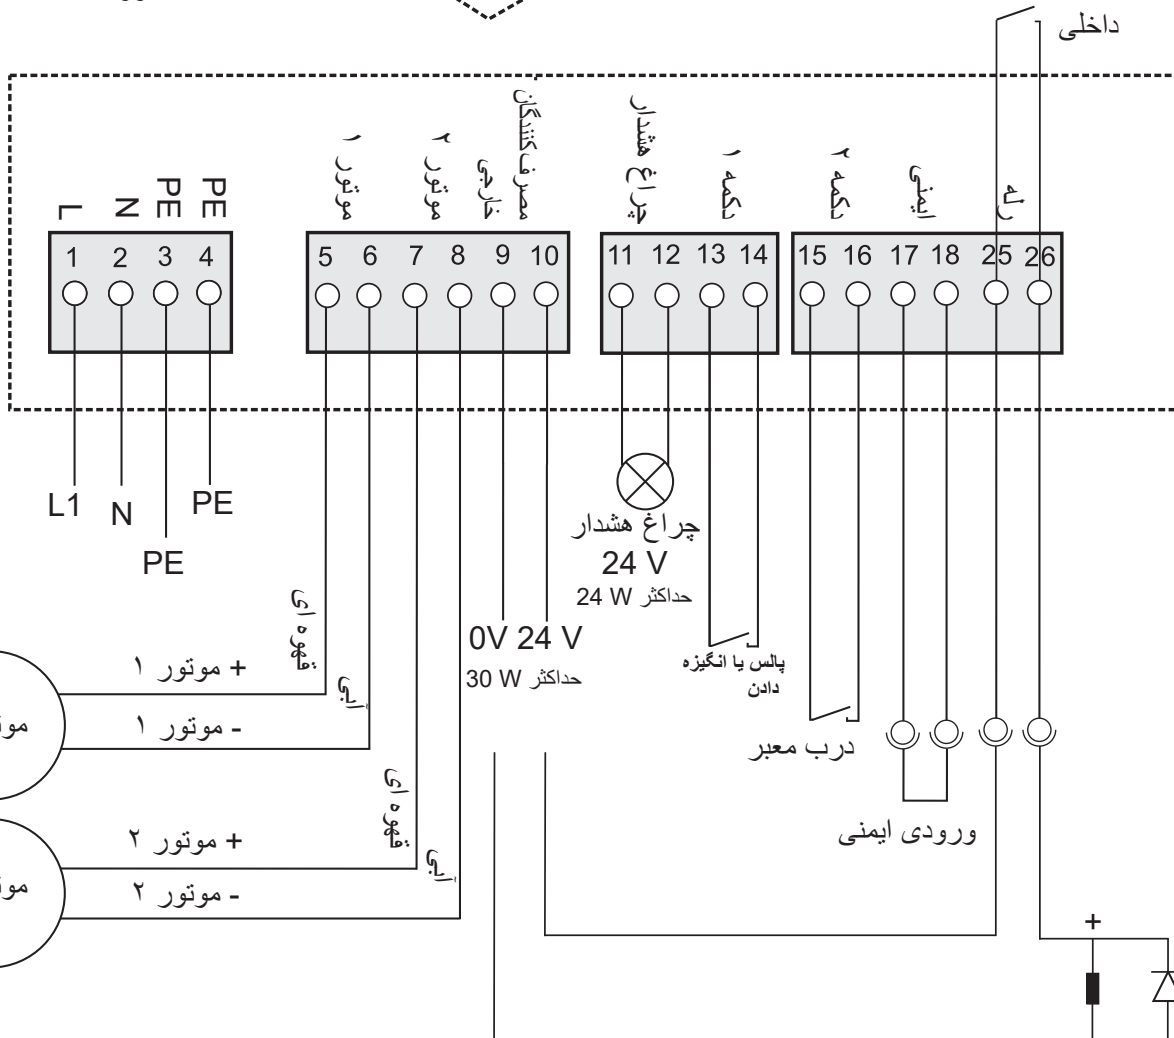 داخلی
L
N
PE
PE
موتور ۱
موتور ۲
مصرف کنندگان
خارجی
چراغ هشدار
دکمه ۱
دکمه ۲
ایمنی
رله
1 2 3 4
5 6 7 8 9 10
11 12 13 14
15 16 17 18 25 26
L1
N
PE
PE
چراغ هشدار
24 V
حداکثر 24 W
0V 24 V
حداکثر 30 W
پالس یا انگیزه
دادن
درب معبر
ورودی ایمنی
قهوه ای
آبی
+ موتور ۱
- موتور ۱
قهوه ای
آبی
+ موتور ۲
- موتور ۲
+